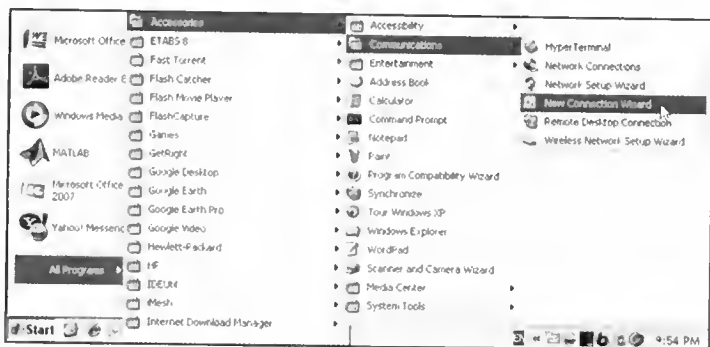 Microsoft Office
Adobe Reader 8
Windows Media
MATLAB
Microsoft Office
2007
Yahoo! Messeng
All Programs
Start
Accessories
ETABS 8
Fast Torrent
Flash Catcher
Flash Movie Player
FlashCapture
Games
GetRight
Google Desktop
Google Earth
Google Earth Pro
Google Video
Hewlett-Packard
HP
iMesh
Internet Download Manager
Accessibility
Communications
Entertainment
Address Book
Calculator
Command Prompt
Notepad
Paint
Program Compatibility Wizard
Synchronize
Tour Windows XP
Windows Explorer
WordPad
Scanner and Camera Wizard
Media Center
System Tools
HyperTerminal
Network Connections
Network Setup Wizard
New Connection Wizard
Remote Desktop Connection
Wireless Network Setup Wizard
EN
9:54 PM